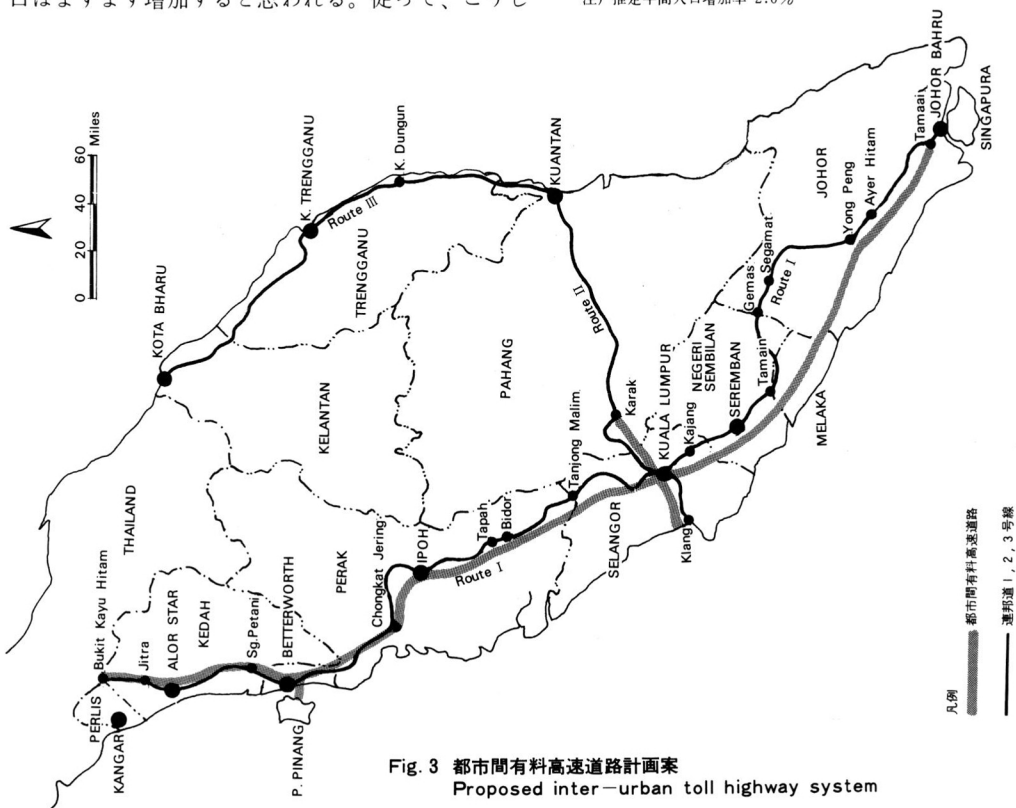 口はますます増加すると思われる。従って、こうし
注) 推定年間人口増加率 2.8%
0 20 40 60 Miles
KOTA BHARU
K. TRENGGANU
K. Dungun
Route III
KUANTAN
TRENGGANU
KELANTAN
PAHANG
Route II
Karak
THAILAND
Bukit Kayu Hitam
Jitra
ALOR STAR
KEDAH
Sg.Petani
BETTERWORTH
PERAK
Chongkat Jering
IPOH
Tapah
Bidor
Route I
Tanjong Malim
SELANGOR
KUALA LUMPUR
Kajang
Klang
NEGERI
SEMBILAN
SEREMBAN
Tamain
Gemas
Segamat
Route I
MELAKA
JOHOR
Yong Peng
Ayer Hitam
Tamaai
JOHOR BAHRU
SINGAPURA
PERLIS
KANGAR
P. PINANG
凡例
都市間有料高速道路
連邦道 1, 2, 3 号線
Fig. 3 都市間有料高速道路計画案
Proposed inter-urban toll highway system